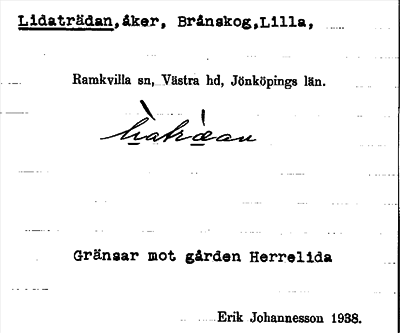 Lidaträdan,åker, Brånskog,Lilla,
Ramkvilla sn, Västra hd, Jönköpings län.
Gränsar mot gården Herrelida
Erik Johannesson 1938.